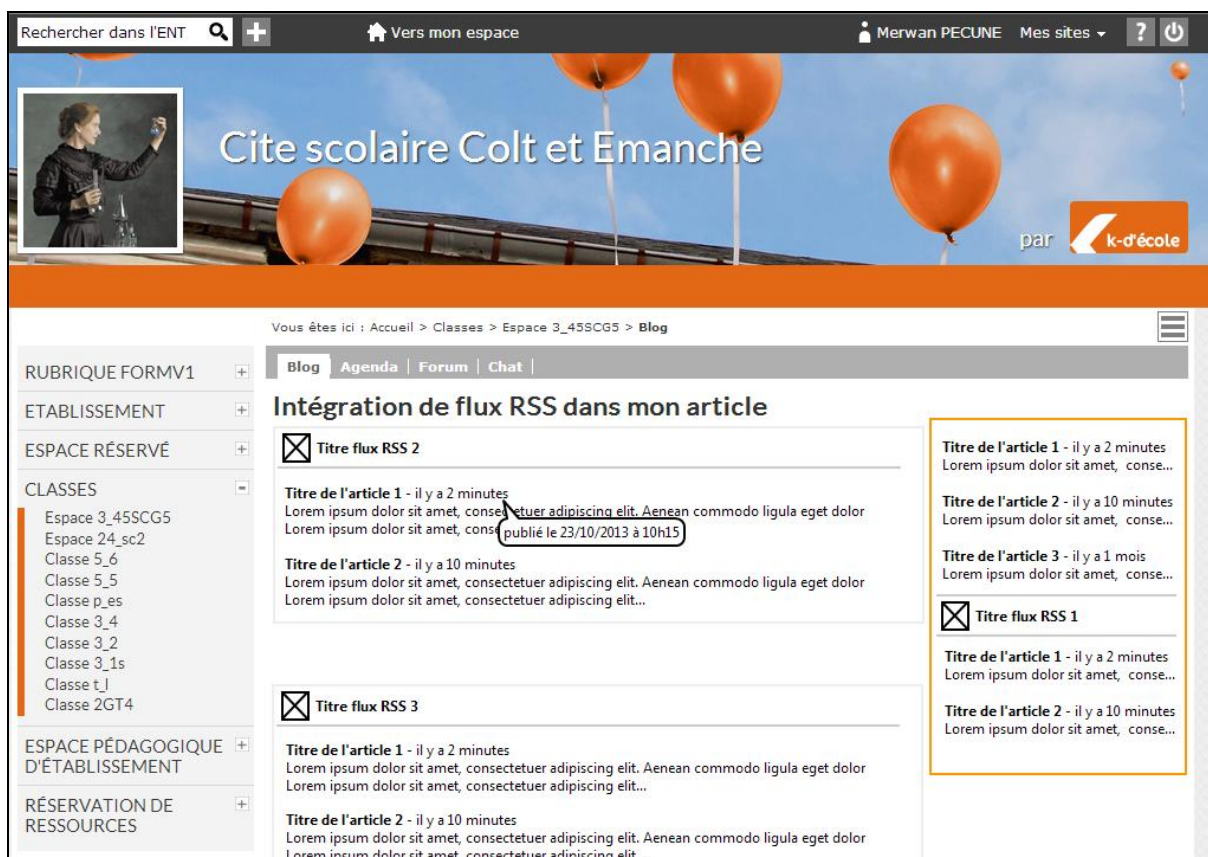 Rechercher dans l'ENT
Vers mon espace
Merwan PECUNE Mes sites
?
Cite scolaire Colt et Emanche
par k-d'école
Vous êtes ici : Accueil > Classes > Espace 3_45SCG5 > Blog
RUBRIQUE FORMV1
ETABLISSEMENT
ESPACE RÉSERVÉ
CLASSES
Espace 3_45SCG5
Espace 24_sc2
Classe 5_6
Classe 5_5
Classe p_es
Classe 3_4
Classe 3_2
Classe 3_1s
Classe t_l
Classe 2GT4
ESPACE PÉDAGOGIQUE
D'ÉTABLISSEMENT
RÉSERVATION DE
RESSOURCES
Blog | Agenda | Forum | Chat |
Intégration de flux RSS dans mon article
Titre flux RSS 2
Titre de l'article 1 - il y a 2 minutes
Lorem ipsum dolor sit amet, consectetuer adipiscing elit. Aenean commodo ligula eget dolor
Lorem ipsum dolor sit amet, conse
publié le 23/10/2013 à 10h15
Titre de l'article 2 - il y a 10 minutes
Lorem ipsum dolor sit amet, consectetuer adipiscing elit. Aenean commodo ligula eget dolor
Lorem ipsum dolor sit amet, consectetuer adipiscing elit...
Titre flux RSS 3
Titre de l'article 1 - il y a 2 minutes
Lorem ipsum dolor sit amet, consectetuer adipiscing elit. Aenean commodo ligula eget dolor
Lorem ipsum dolor sit amet, consectetuer adipiscing elit...
Titre de l'article 2 - il y a 10 minutes
Lorem ipsum dolor sit amet, consectetuer adipiscing elit. Aenean commodo ligula eget dolor
Lorem ipsum dolor sit amet, consectetuer adipiscing elit
Titre de l'article 1 - il y a 2 minutes
Lorem ipsum dolor sit amet, conse...
Titre de l'article 2 - il y a 10 minutes
Lorem ipsum dolor sit amet, conse...
Titre de l'article 3 - il y a 1 mois
Lorem ipsum dolor sit amet, conse...
Titre flux RSS 1
Titre de l'article 1 - il y a 2 minutes
Lorem ipsum dolor sit amet, conse...
Titre de l'article 2 - il y a 10 minutes
Lorem ipsum dolor sit amet, conse...